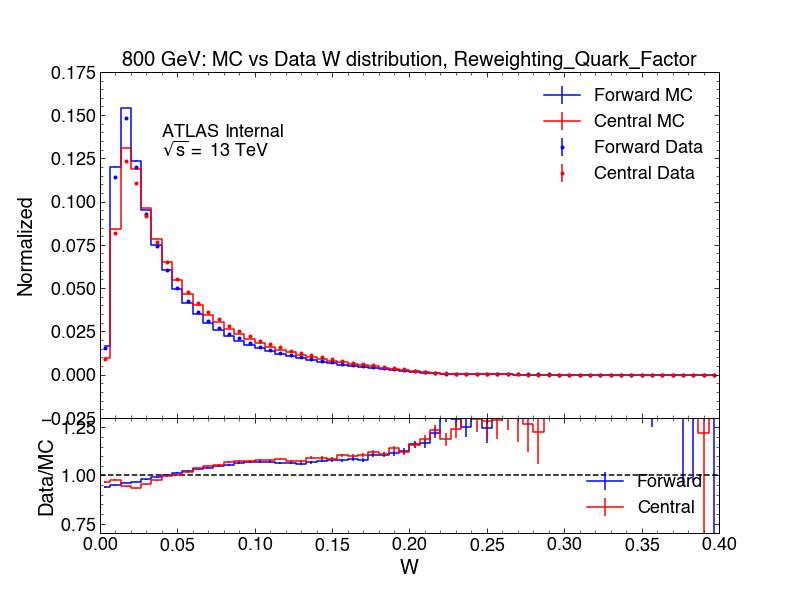 800 GeV: MC vs Data W distribution, Reweighting_Quark_Factor
0.175
0.150
0.125
0.100
0.075
0.050
0.025
0.000
−0.025
Normalized
ATLAS Internal
√s = 13 TeV
Forward MC
Central MC
Forward Data
Central Data
1.25
1.00
0.75
Data/MC
Forward
Central
0.00 0.05 0.10 0.15 0.20 0.25 0.30 0.35 0.40
W